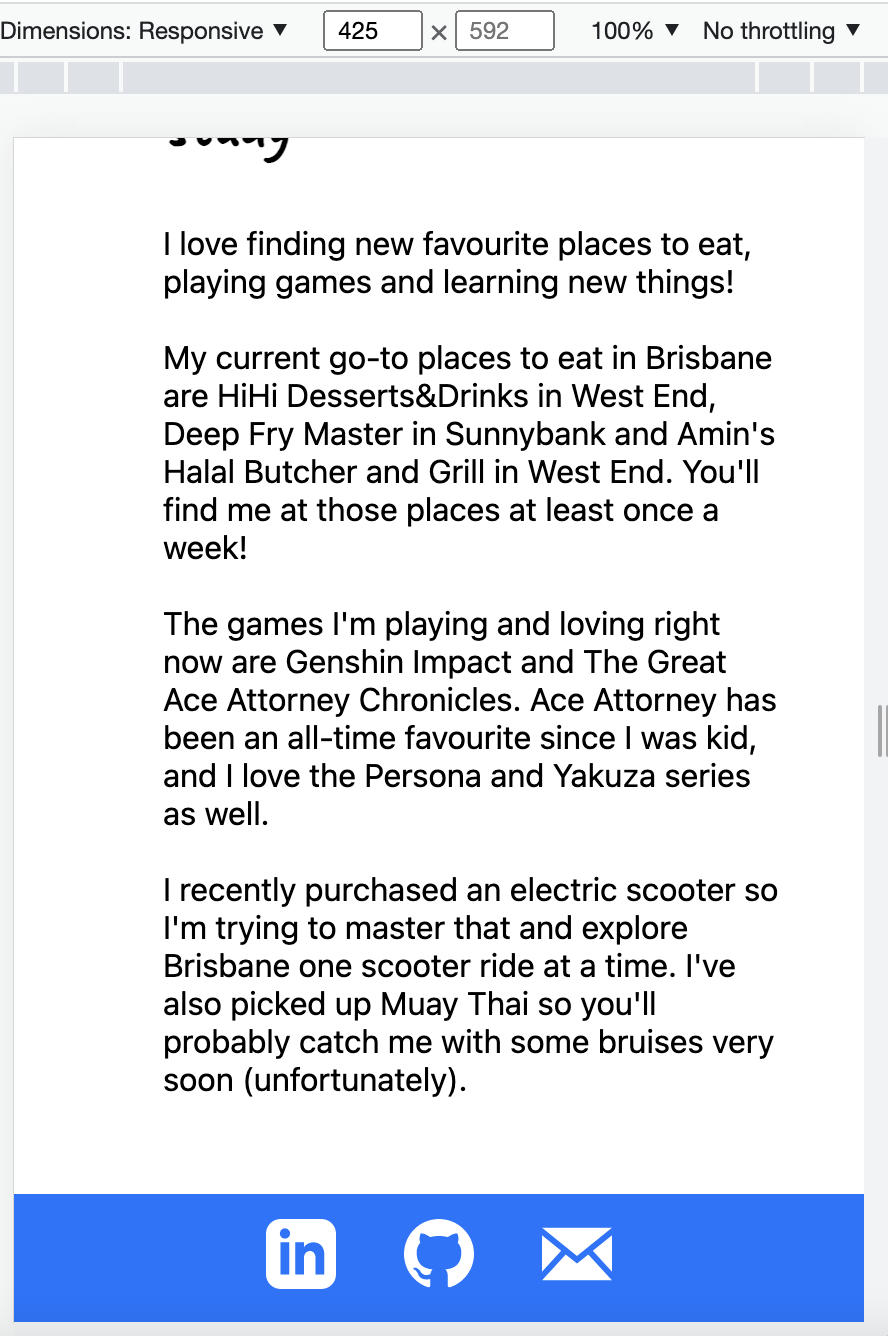 Dimensions: Responsive ▼ 425 × 592 100% ▼ No throttling ▼
study
I love finding new favourite places to eat,
playing games and learning new things!
My current go-to places to eat in Brisbane
are HiHi Desserts&Drinks in West End,
Deep Fry Master in Sunnybank and Amin's
Halal Butcher and Grill in West End. You'll
find me at those places at least once a
week!
The games I'm playing and loving right
now are Genshin Impact and The Great
Ace Attorney Chronicles. Ace Attorney has
been an all-time favourite since I was kid,
and I love the Persona and Yakuza series
as well.
I recently purchased an electric scooter so
I'm trying to master that and explore
Brisbane one scooter ride at a time. I've
also picked up Muay Thai so you'll
probably catch me with some bruises very
soon (unfortunately).
in